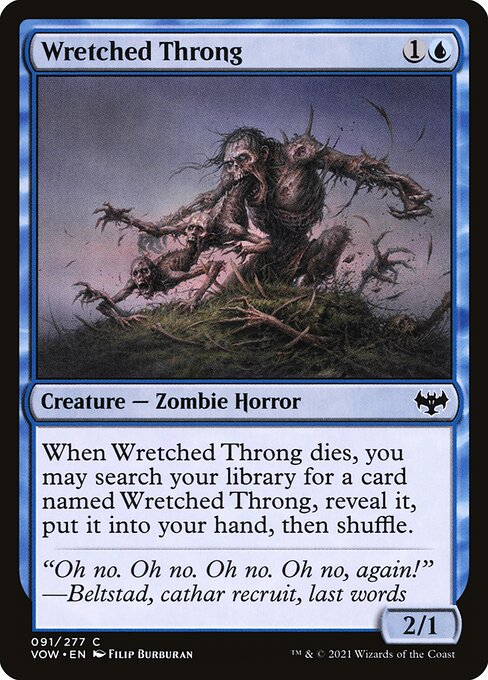 Wretched Throng 1
Creature — Zombie Horror
When Wretched Throng dies, you
may search your library for a card
named Wretched Throng, reveal it,
put it into your hand, then shuffle.
“Oh no. Oh no. Oh no. Oh no, again!”
—Beltstad, cathar recruit, last words
2/1
091/277 C
VOW • EN Filip Burburan
™ & © 2021 Wizards of the Coast